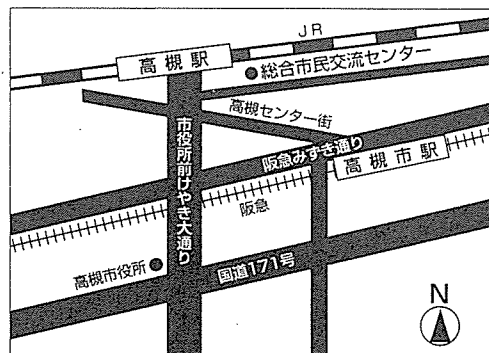 JR
高槻駅
総合市民交流センター
高槻センター街
市役所前けやき大通り
阪急みずき通り
高槻市駅
阪急
高槻市役所
国道171号
N